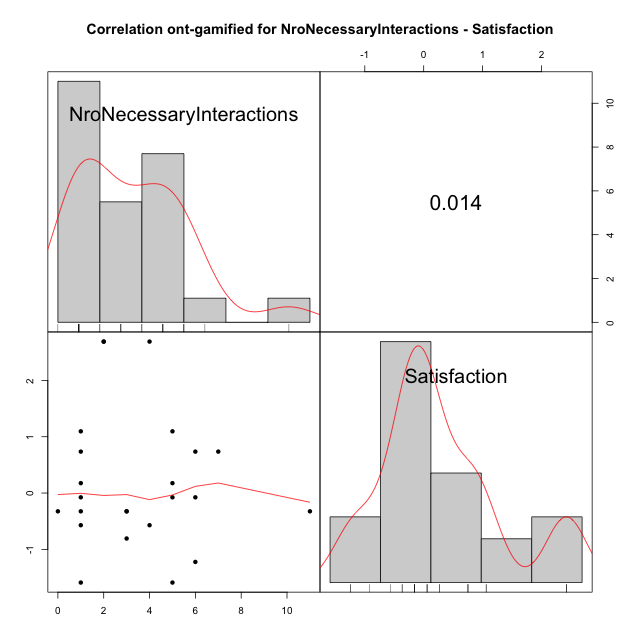 Correlation ont-gamified for NroNecessaryInteractions - Satisfaction
-1 0 1 2
NroNecessaryInteractions
0.014
10
8
6
4
2
0
Satisfaction
2
1
0
-1
0 2 4 6 8 10